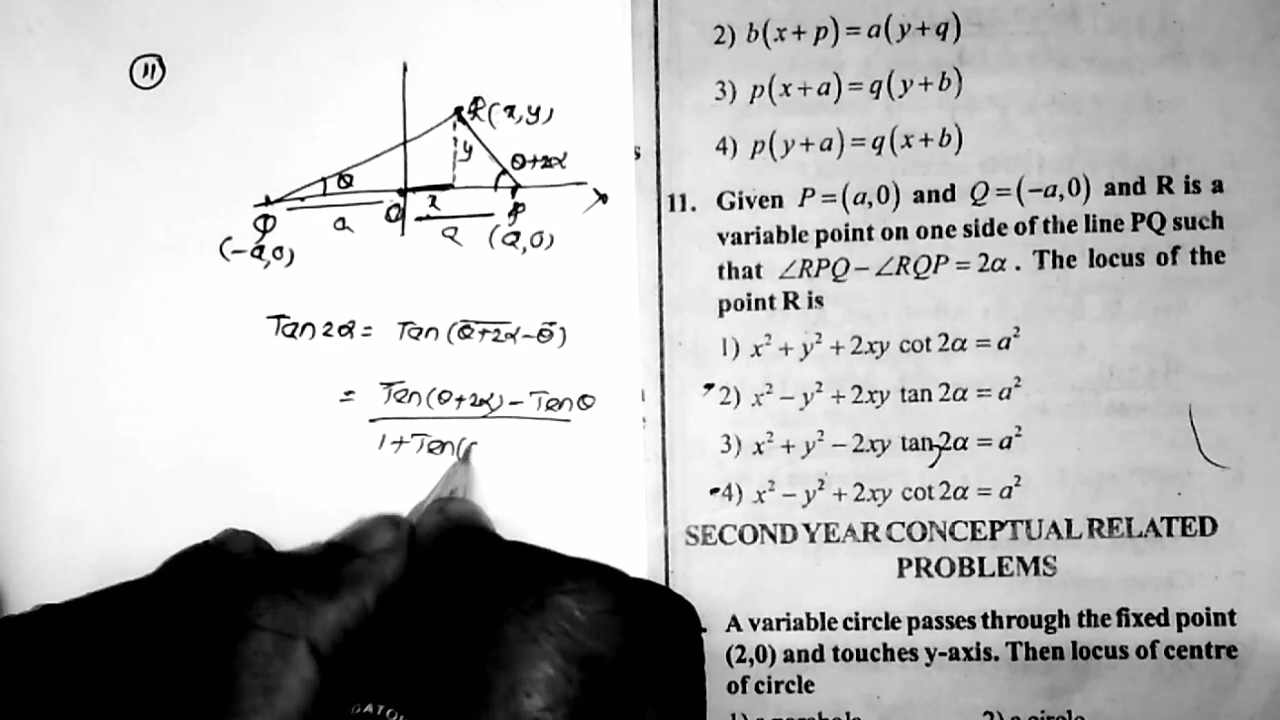 11
R(x, y)
y
θ+2α
θ
Q
a
O
x
a
P
(-a,0)
(a,0)
Tan2α = Tan(θ+2α-θ)
= Tan(θ+2α) - Tanθ
1+Tan(
2) b(x+p)=a(y+q)
3) p(x+a)=q(y+b)
4) p(y+a)=q(x+b)
11. Given P=(a,0) and Q=(-a,0) and R is a
variable point on one side of the line PQ such
that ∠RPQ-∠RQP=2α. The locus of the
point R is
1) x²+y²+2xy cot 2α=a²
2) x²-y²+2xy tan 2α=a²
3) x²+y²-2xy tan 2α=a²
4) x²-y²+2xy cot 2α=a²
SECOND YEAR CONCEPTUAL RELATED
PROBLEMS
A variable circle passes through the fixed point
(2,0) and touches y-axis. Then locus of centre
of circle